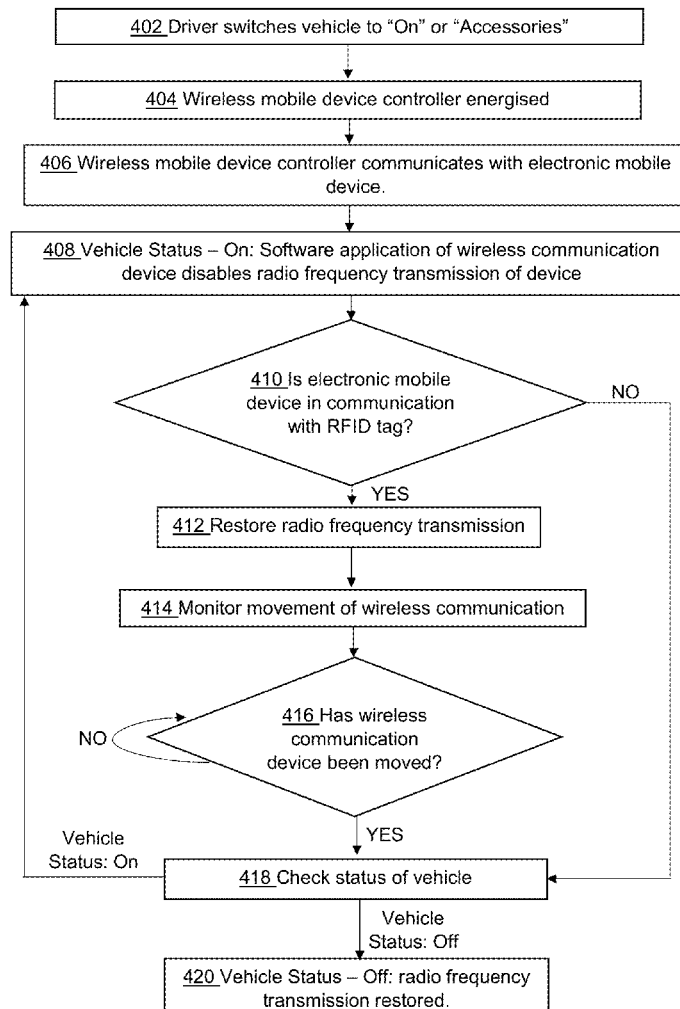 402 Driver switches vehicle to “On” or “Accessories”
404 Wireless mobile device controller energised
406 Wireless mobile device controller communicates with electronic mobile
device.
408 Vehicle Status – On: Software application of wireless communication
device disables radio frequency transmission of device
410 Is electronic mobile
device in communication
with RFID tag?
NO
YES
412 Restore radio frequency transmission
414 Monitor movement of wireless communication
416 Has wireless
communication
device been moved?
NO
YES
Vehicle
Status: On
418 Check status of vehicle
Vehicle
Status: Off
420 Vehicle Status – Off: radio frequency
transmission restored.